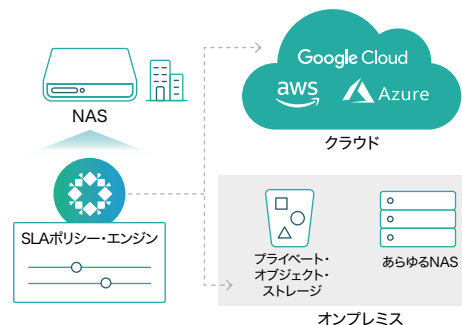 NAS
SLAポリシー・エンジン
Google Cloud
aws
Azure
クラウド
プライベート・
オブジェクト・
ストレージ
あらゆるNAS
オンプレミス